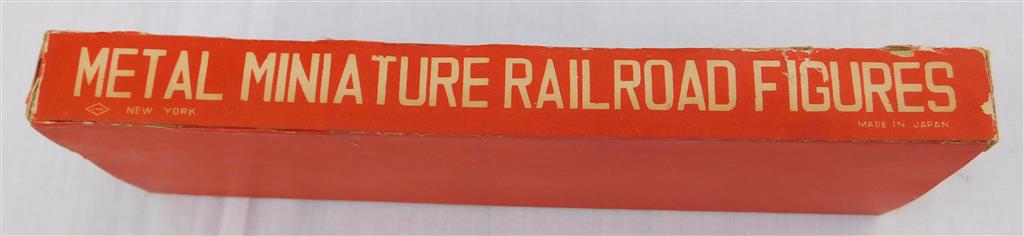 METAL MINIATURE RAILROAD FIGURES
NEW YORK
MADE IN JAPAN